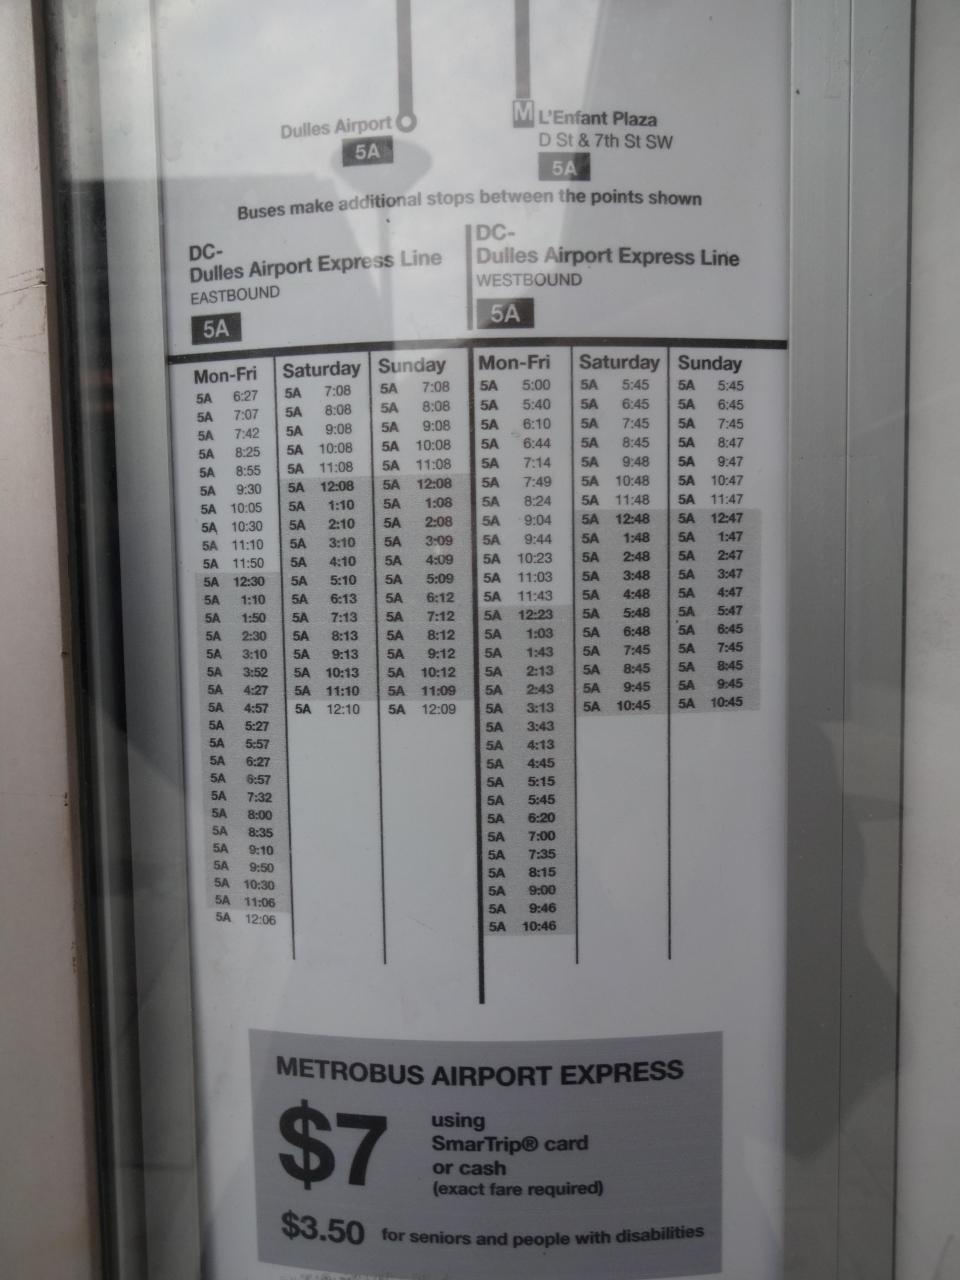 Dulles Airport
5A
M L'Enfant Plaza
D St & 7th St SW
5A
Buses make additional stops between the points shown
DC-
Dulles Airport Express Line
EASTBOUND
5A
Mon-Fri
5A 6:27
5A 7:07
5A 7:42
5A 8:25
5A 8:55
5A 9:30
5A 10:05
5A 10:30
5A 11:10
5A 11:50
5A 12:30
5A 1:10
5A 1:50
5A 2:30
5A 3:10
5A 3:52
5A 4:27
5A 4:57
5A 5:27
5A 5:57
5A 6:27
5A 6:57
5A 7:32
5A 8:00
5A 8:35
5A 9:10
5A 9:50
5A 10:30
5A 11:06
5A 12:06
Saturday
5A 7:08
5A 8:08
5A 9:08
5A 10:08
5A 11:08
5A 12:08
5A 1:10
5A 2:10
5A 3:10
5A 4:10
5A 5:10
5A 6:13
5A 7:13
5A 8:13
5A 9:13
5A 10:13
5A 11:10
5A 12:10
Sunday
5A 7:08
5A 8:08
5A 9:08
5A 10:08
5A 11:08
5A 12:08
5A 1:08
5A 2:08
5A 3:09
5A 4:09
5A 5:09
5A 6:12
5A 7:12
5A 8:12
5A 9:12
5A 10:12
5A 11:09
5A 12:09
DC-
Dulles Airport Express Line
WESTBOUND
5A
Mon-Fri
5A 5:00
5A 5:40
5A 6:10
5A 6:44
5A 7:14
5A 7:49
5A 8:24
5A 9:04
5A 9:44
5A 10:23
5A 11:03
5A 11:43
5A 12:23
5A 1:03
5A 1:43
5A 2:13
5A 2:43
5A 3:13
5A 3:43
5A 4:13
5A 4:45
5A 5:15
5A 5:45
5A 6:20
5A 7:00
5A 7:35
5A 8:15
5A 9:00
5A 9:46
5A 10:46
Saturday
5A 5:45
5A 6:45
5A 7:45
5A 8:45
5A 9:48
5A 10:48
5A 11:48
5A 12:48
5A 1:48
5A 2:48
5A 3:48
5A 4:48
5A 5:48
5A 6:48
5A 7:45
5A 8:45
5A 9:45
5A 10:45
Sunday
5A 5:45
5A 6:45
5A 7:45
5A 8:47
5A 9:47
5A 10:47
5A 11:47
5A 12:47
5A 1:47
5A 2:47
5A 3:47
5A 4:47
5A 5:47
5A 6:45
5A 7:45
5A 8:45
5A 9:45
5A 10:45
METROBUS AIRPORT EXPRESS
$7
using
SmarTrip® card
or cash
(exact fare required)
$3.50 for seniors and people with disabilities